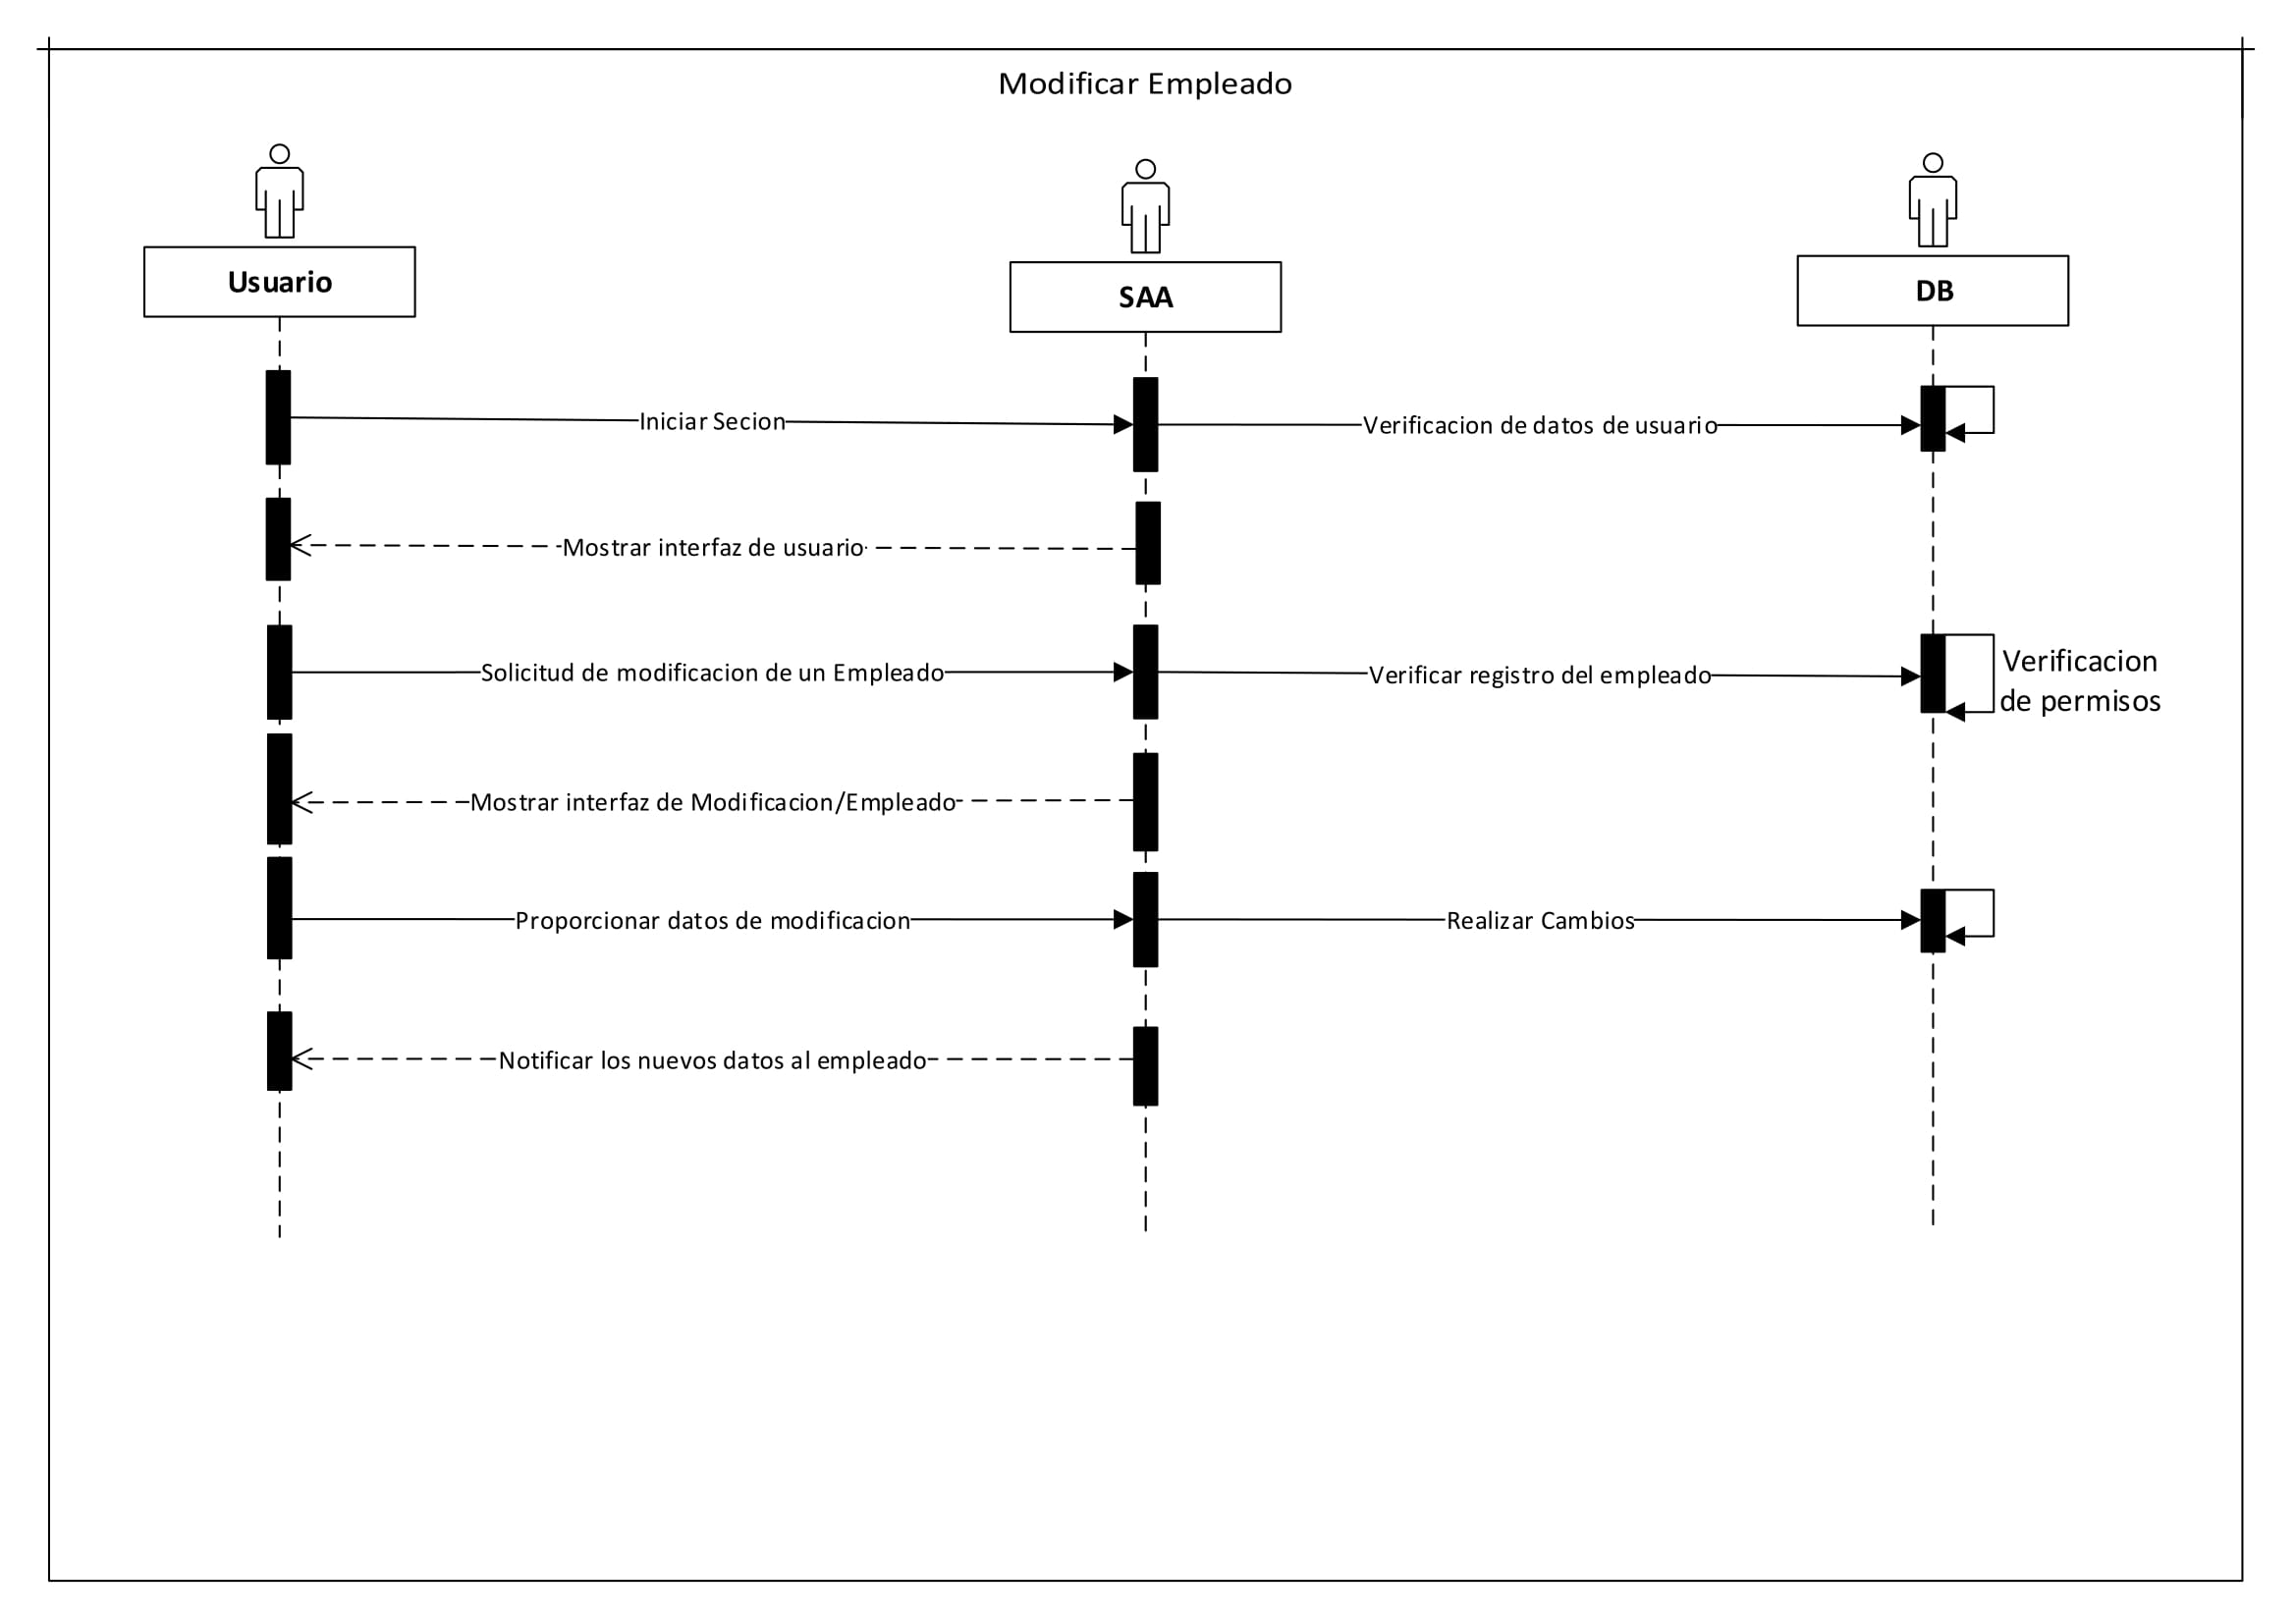 Modificar Empleado
Usuario
SAA
DB
Iniciar Secion
Verificacion de datos de usuario
Mostrar interfaz de usuario
Solicitud de modificacion de un Empleado
Verificar registro del empleado
Verificacion
de permisos
Mostrar interfaz de Modificacion/Empleado
Proporcionar datos de modificacion
Realizar Cambios
Notificar los nuevos datos al empleado